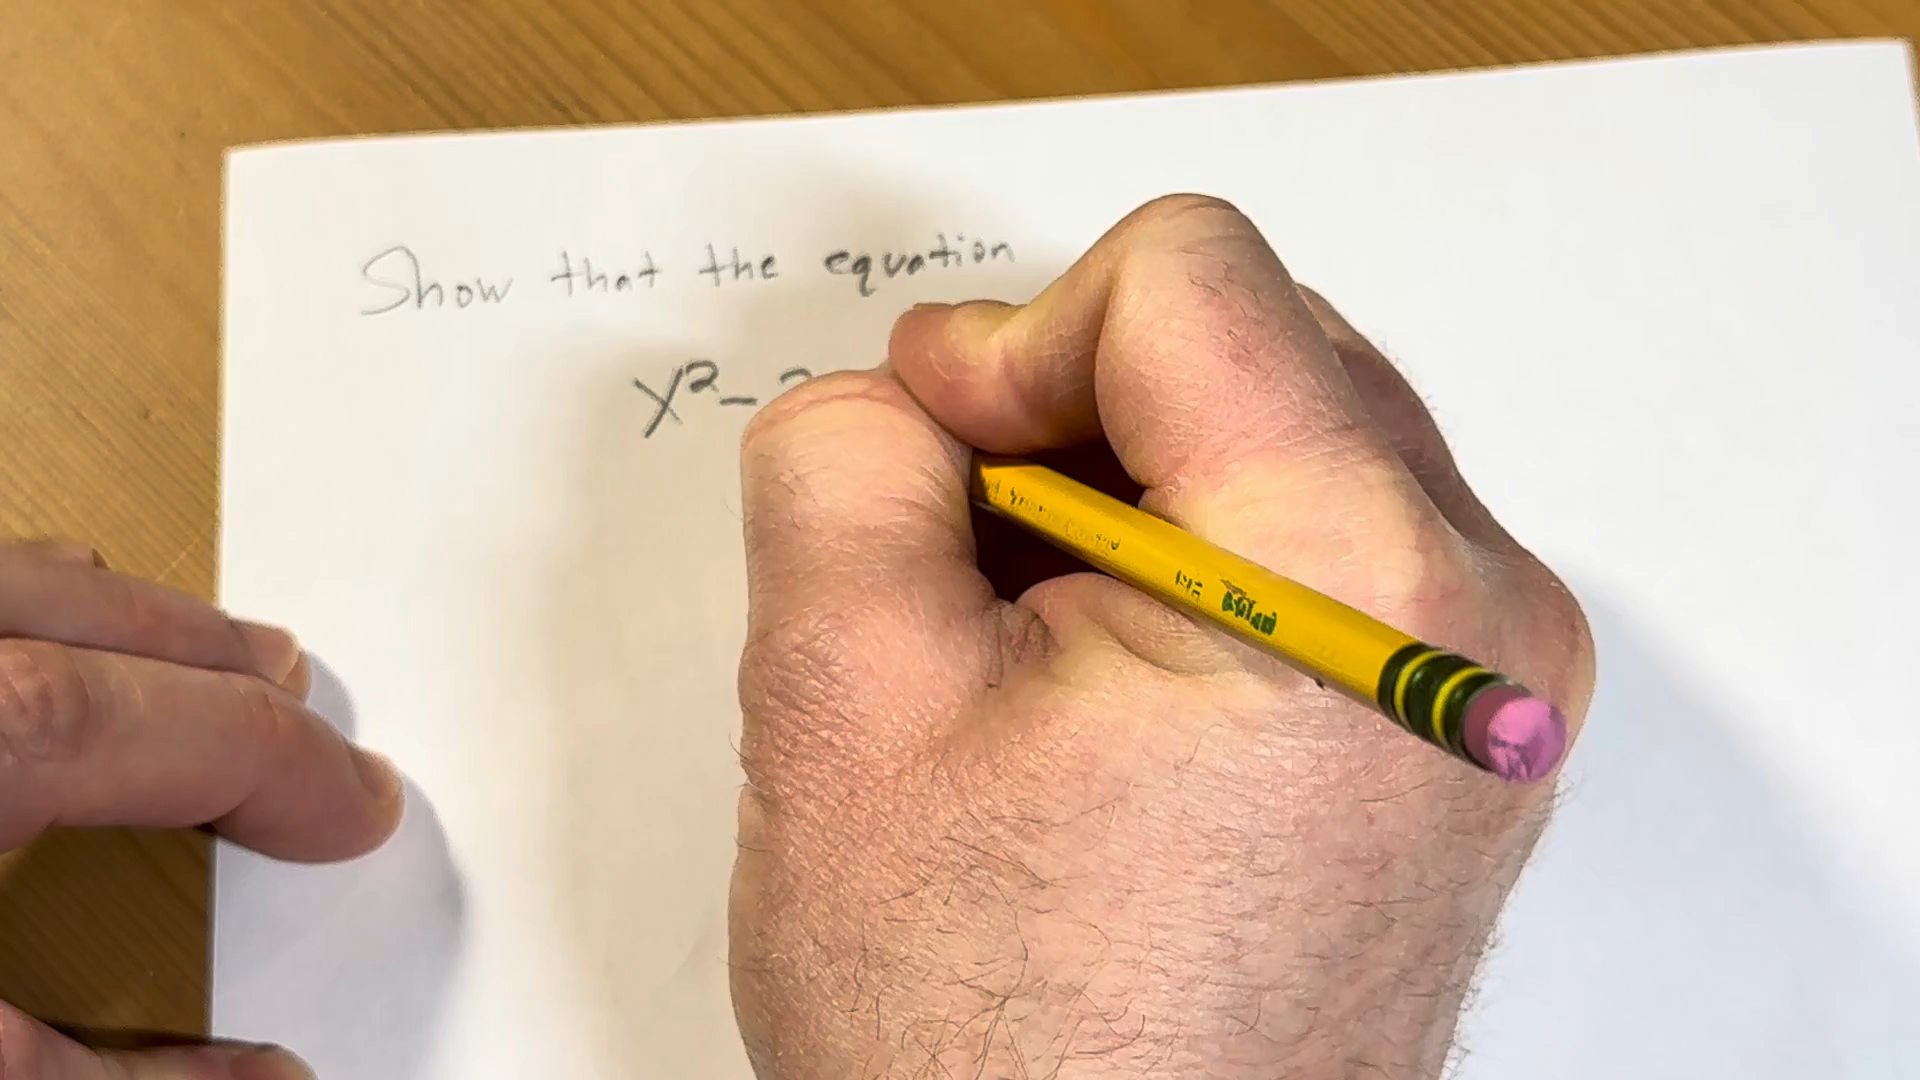 Show that the equation
x² -